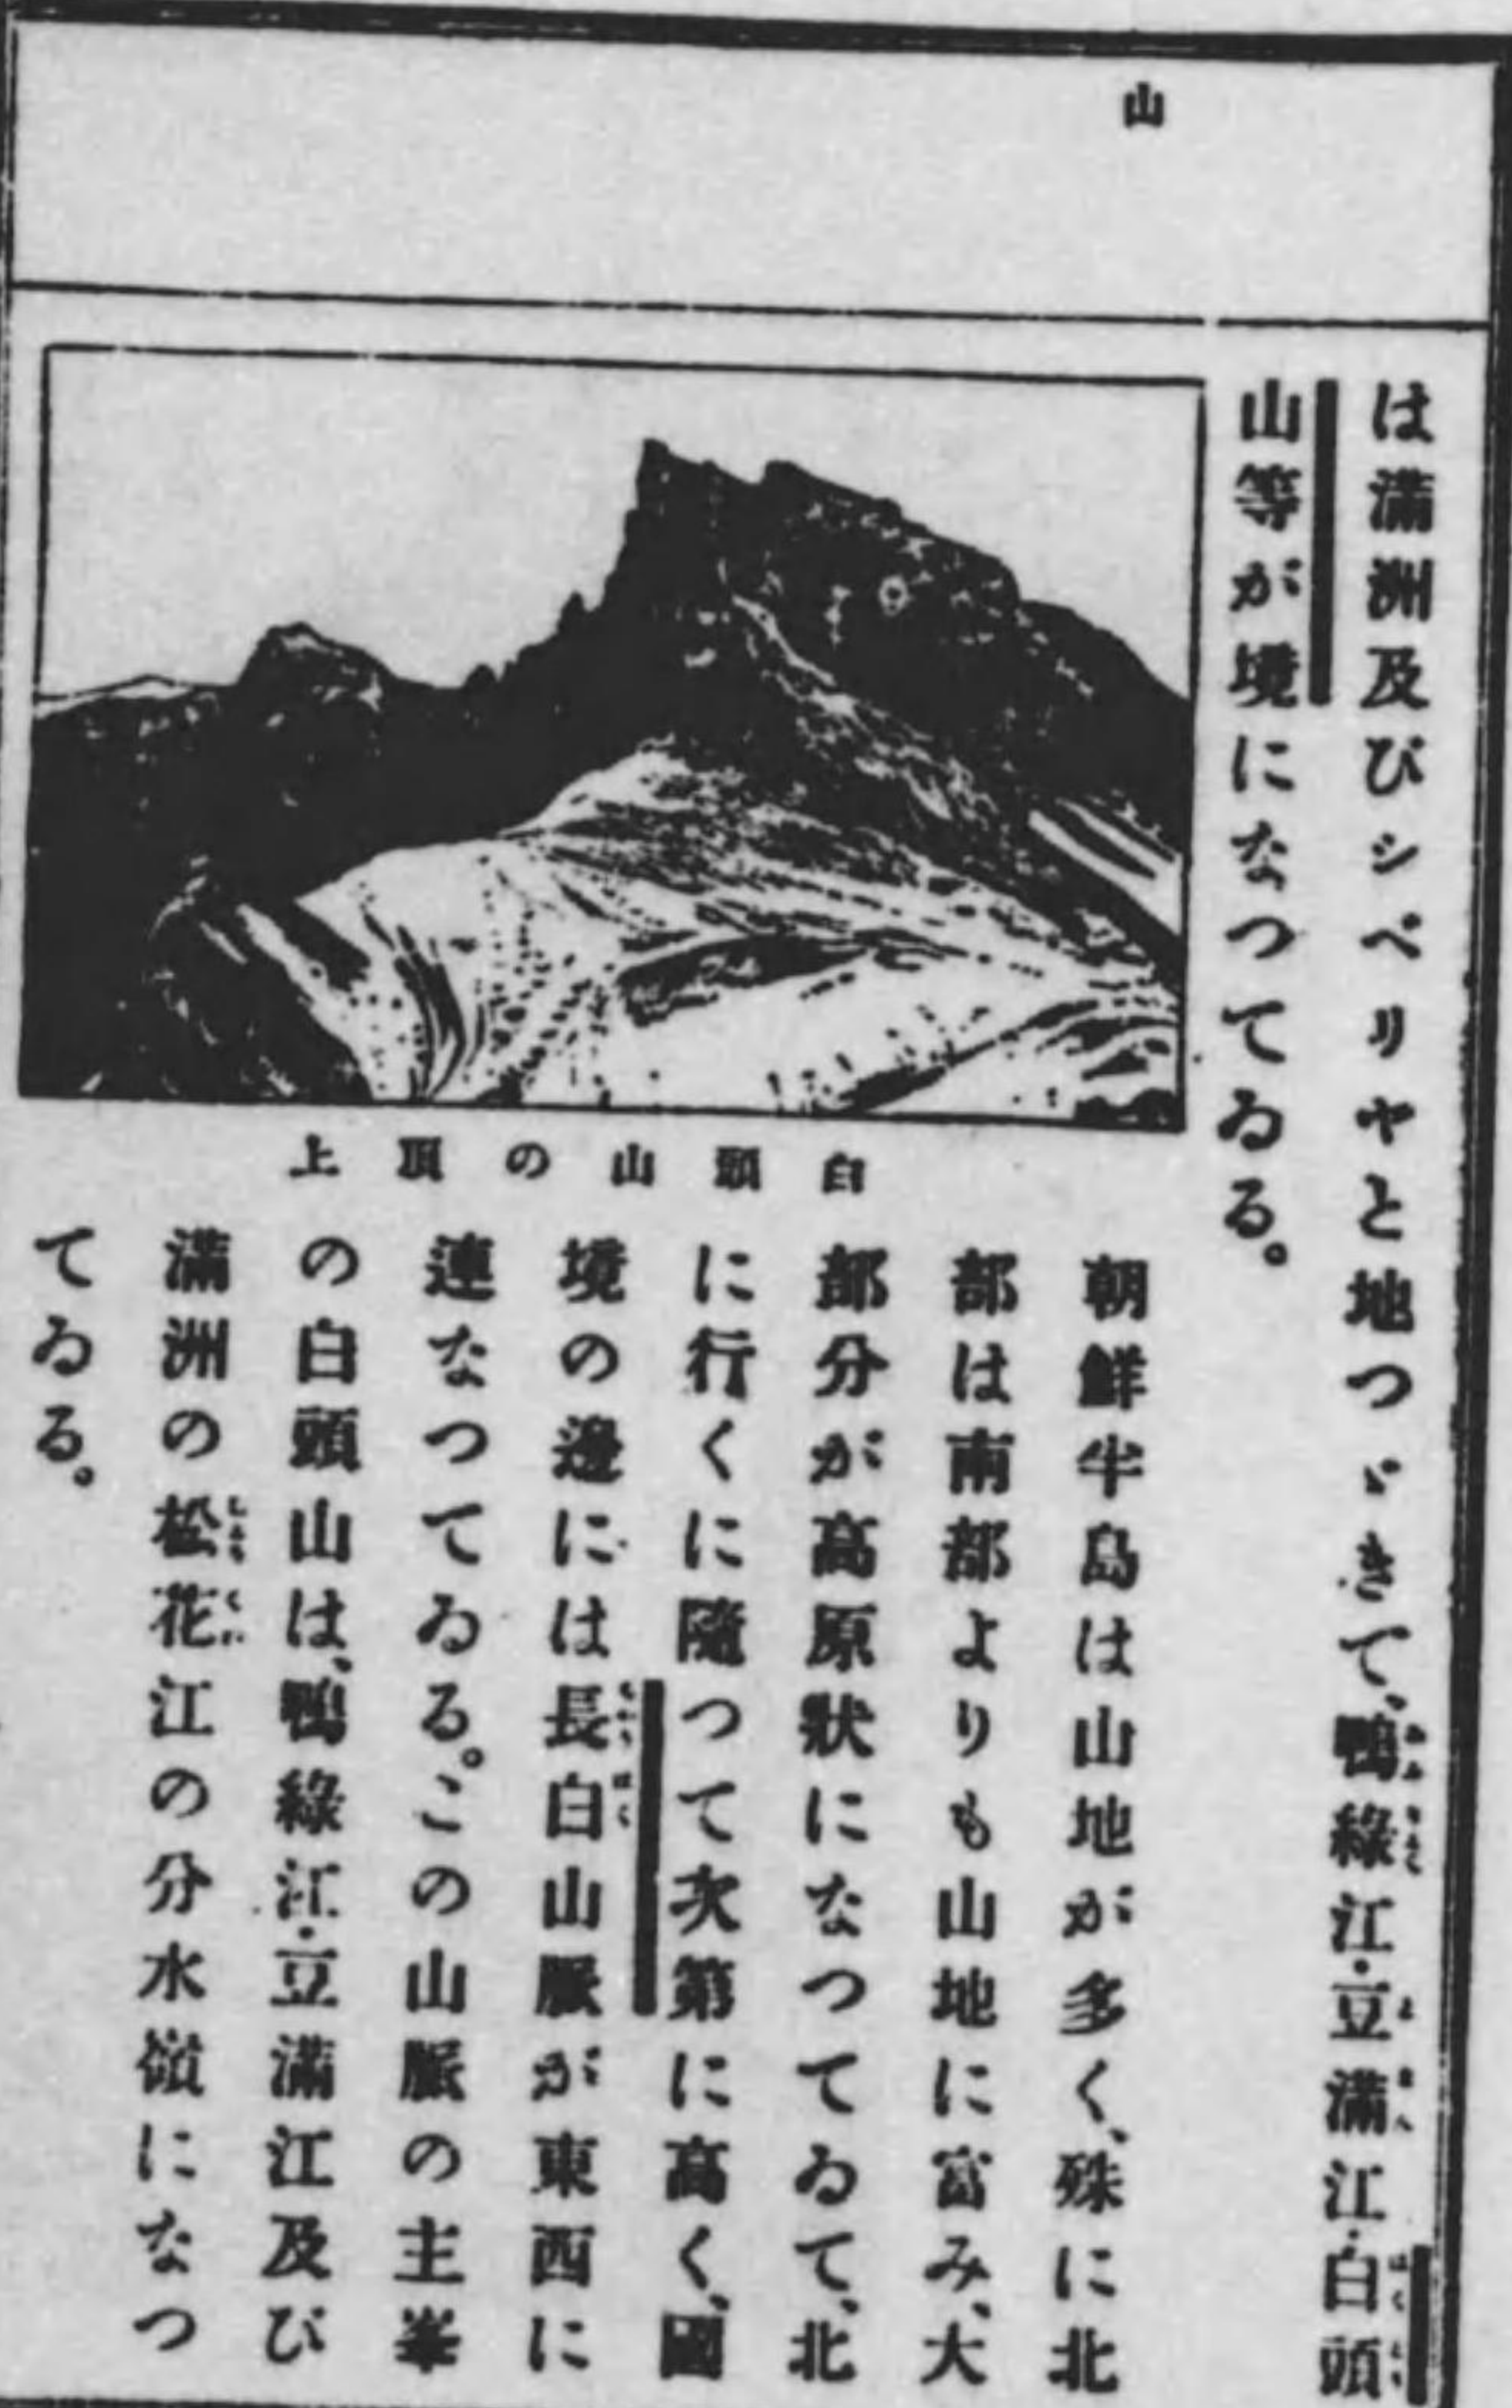 山
は滿洲及びシベリヤと地つゞきて、鴨綠江・豆滿江・白頭
山等が境になつてゐる。
白頭山の頂上
朝鮮半島は山地が多く、殊に北
部は南部よりも山地に富み、大
部分が高原狀になつてゐて、北
に行くに隨つて次第に高く、國
境の邊には長白山脈が東西に
連なつてゐる。この山脈の主峯
の白頭山は、鴨綠江・豆滿江及び
滿洲の松花江の分水嶺になつ
てゐる。